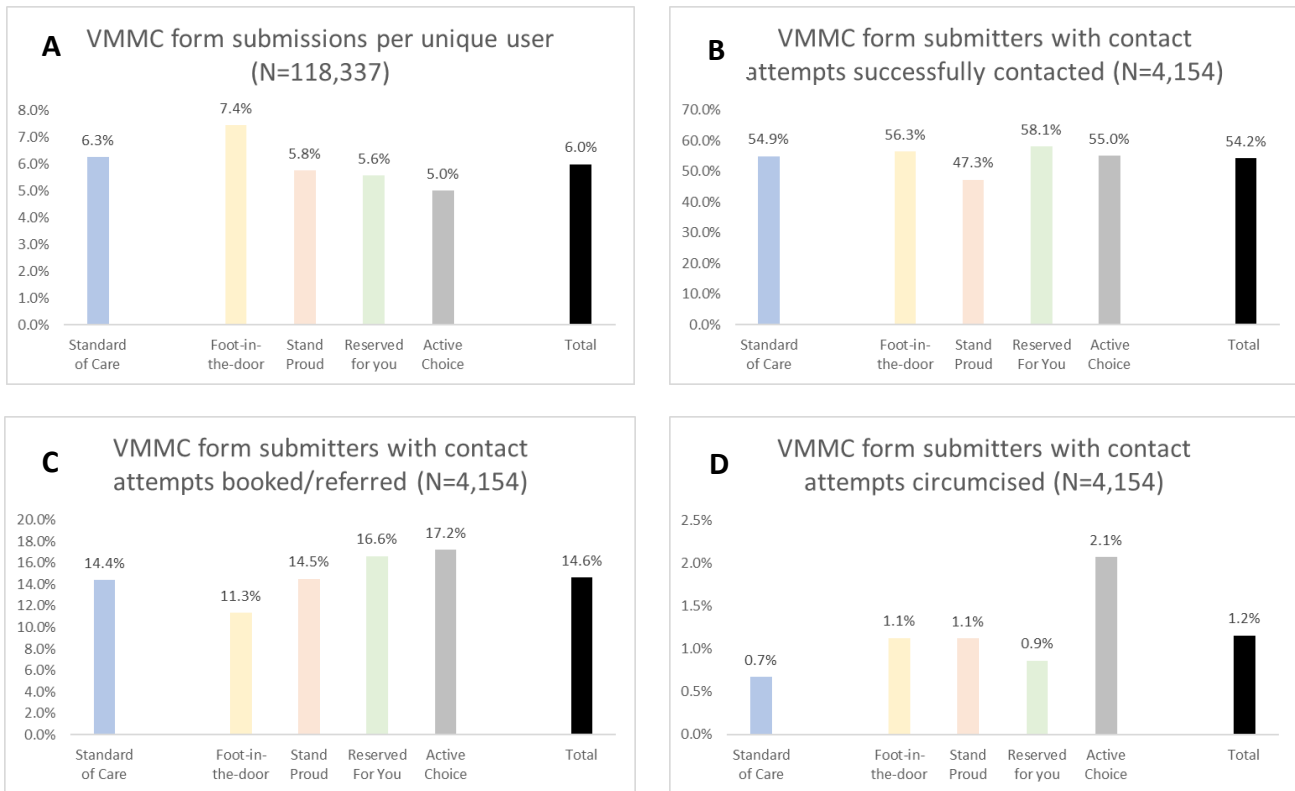 A
VMMC form submissions per unique user
(N=118,337)
8.0%
7.0%
6.0%
5.0%
4.0%
3.0%
2.0%
1.0%
0.0%
6.3%
7.4%
5.8%
5.6%
5.0%
6.0%
Standard
of Care
Foot-in-
the-door
Stand
Proud
Reserved
for you
Active
Choice
Total
B
VMMC form submitters with contact
attempts successfully contacted (N=4,154)
70.0%
60.0%
50.0%
40.0%
30.0%
20.0%
10.0%
0.0%
54.9%
56.3%
47.3%
58.1%
55.0%
54.2%
Standard
of Care
Foot-in-
the-door
Stand
Proud
Reserved
For You
Active
Choice
Total
C
VMMC form submitters with contact
attempts booked/referred (N=4,154)
20.0%
18.0%
16.0%
14.0%
12.0%
10.0%
8.0%
6.0%
4.0%
2.0%
0.0%
14.4%
11.3%
14.5%
16.6%
17.2%
14.6%
Standard
of Care
Foot-in-
the-door
Stand
Proud
Reserved
For You
Active
Choice
Total
D
VMMC form submitters with contact
attempts circumcised (N=4,154)
2.5%
2.0%
1.5%
1.0%
0.5%
0.0%
0.7%
1.1%
1.1%
0.9%
2.1%
1.2%
Standard
of Care
Foot-in-
the-door
Stand
Proud
Reserved
for you
Active
Choice
Total